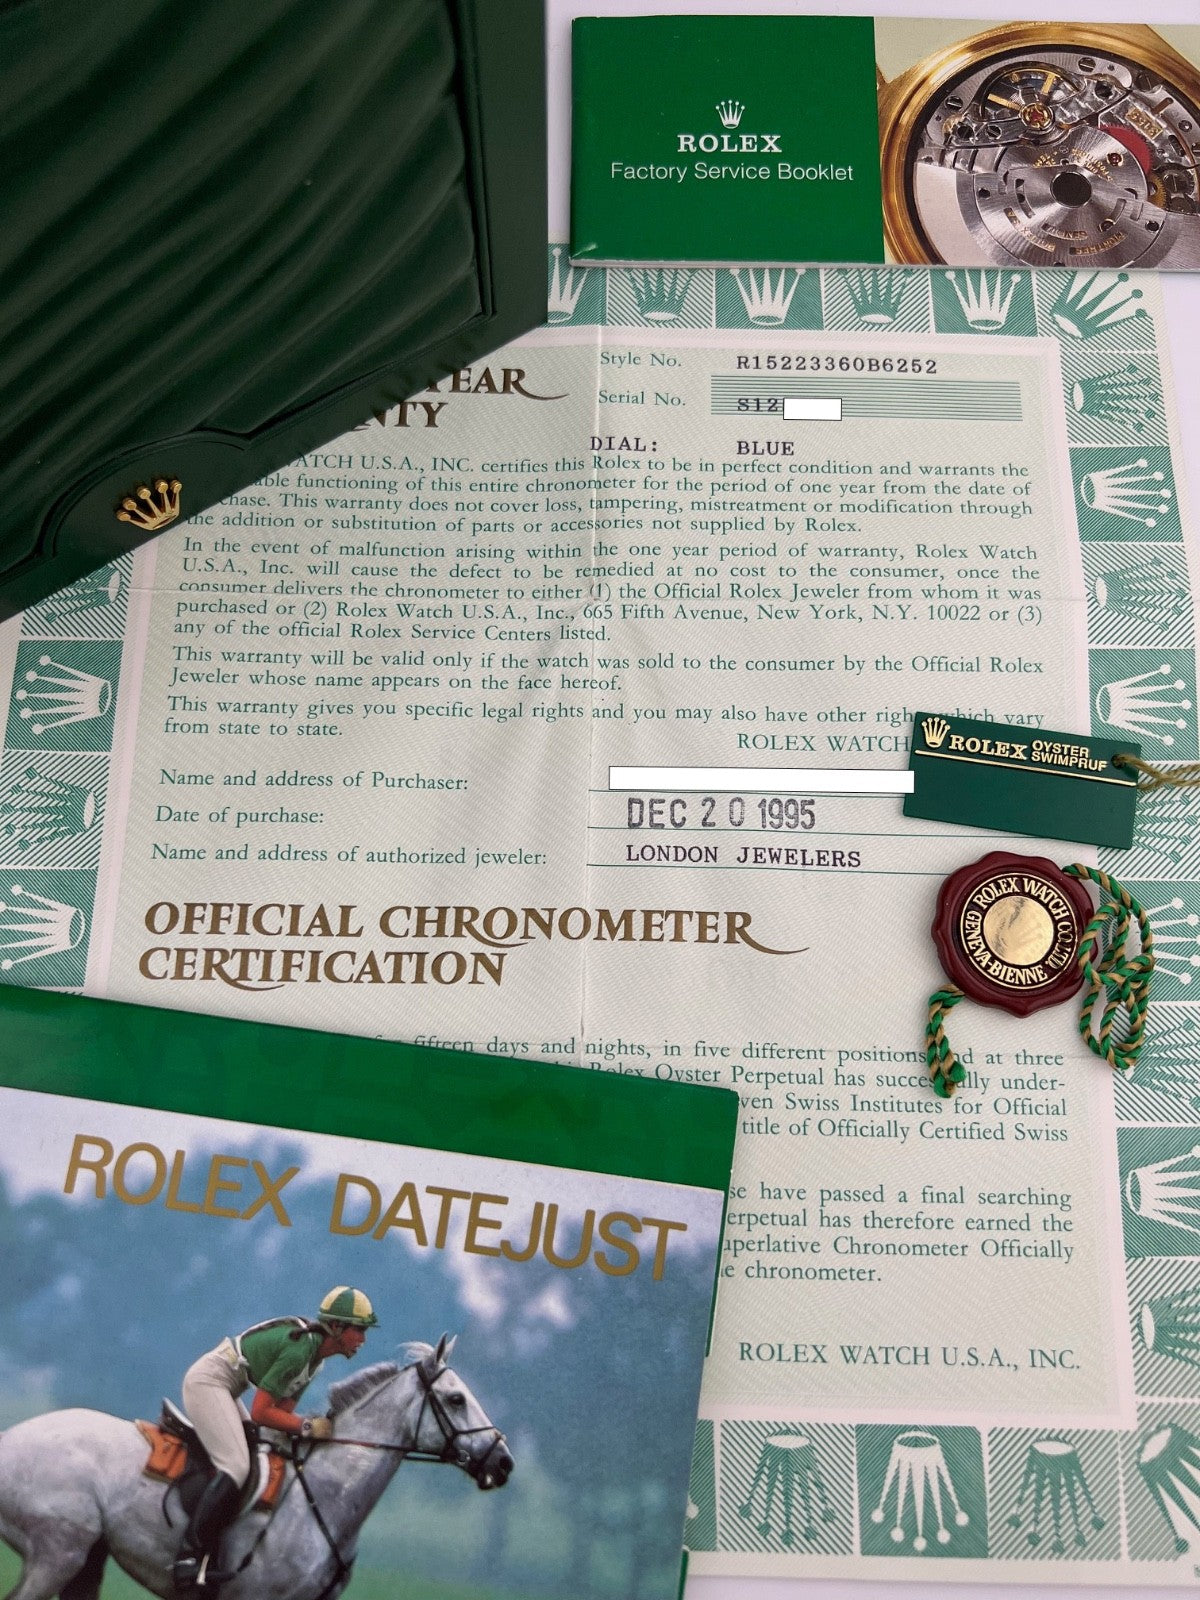 ROLEX
Factory Service Booklet
YEAR
Style No. R15223360B6252
Serial No. S12
DIAL: BLUE
WATCH U.S.A., INC. certifies this Rolex to be in perfect condition and warrants the
functioning of this entire chronometer for the period of one year from the date of
This warranty does not cover loss, tampering, mistreatment or modification through
the addition or substitution of parts or accessories not supplied by Rolex.
In the event of malfunction arising within the one year period of warranty, Rolex Watch
U.S.A., Inc. will cause the defect to be remedied at no cost to the consumer, once the
consumer delivers the chronometer to either (1) the Official Rolex Jeweler from whom it was
purchased or (2) Rolex Watch U.S.A., Inc., 665 Fifth Avenue, New York, N.Y. 10022 or (3)
any of the official Rolex Service Centers listed.
This warranty will be valid only if the watch was sold to the consumer by the Official Rolex
Jeweler whose name appears on the face hereof.
This warranty gives you specific legal rights and you may also have other which vary
from state to state.
ROLEX WATCH
ROLEX OYSTER
SWIMPRUF
Name and address of Purchaser:
Date of purchase: DEC 20 1995
Name and address of authorized jeweler: LONDON JEWELERS
ROLEX WATCH CO. LTD.
GENEVA-BIENNE
OFFICIAL CHRONOMETER
CERTIFICATION
fifteen days and nights, in five different positions and at three
Rolex Oyster Perpetual has successfully under-
Swiss Institutes for Official
title of Officially Certified Swiss
have passed a final searching
has therefore earned the
Chronometer Officially
chronometer.
ROLEX WATCH U.S.A., INC.
ROLEX DATEJUST